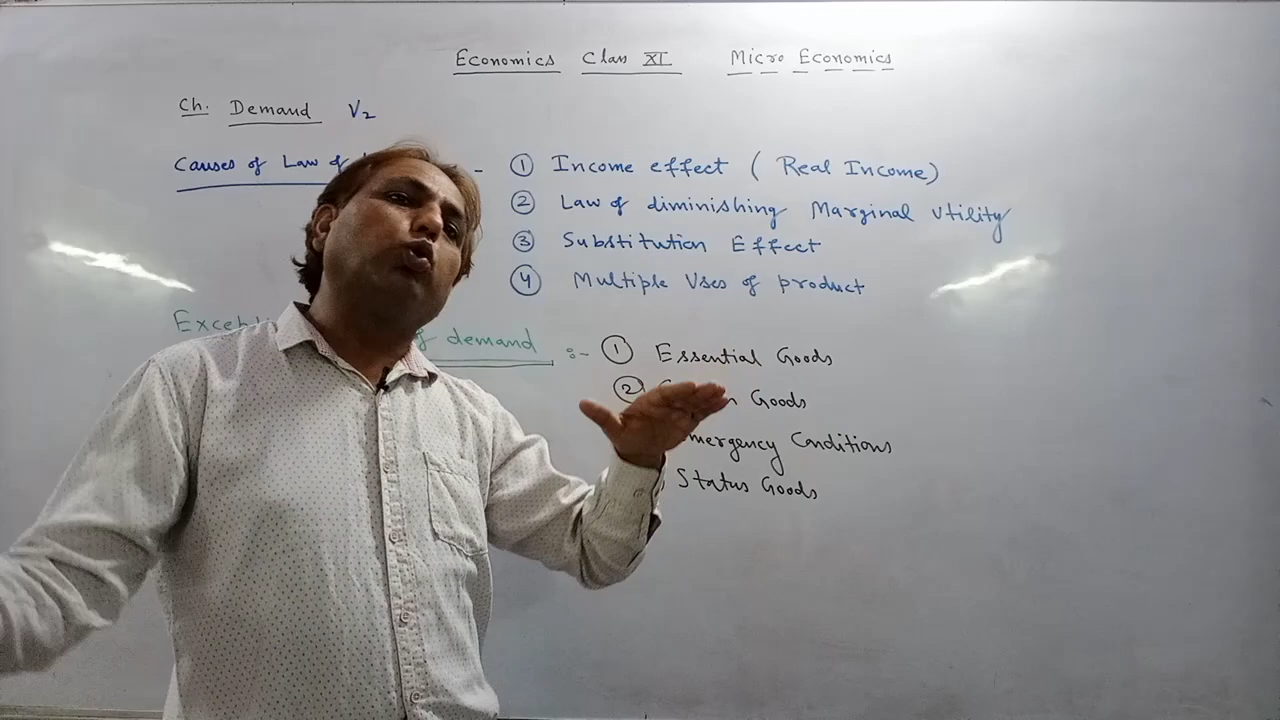 Economics Class XI Micro Economics
Ch. Demand V2
Causes of Law of - ① Income effect ( Real Income)
② Law of diminishing Marginal Utility
③ Substitution Effect
④ Multiple Uses of product
of demand :- ① Essential Goods
② Goods
Emergency Conditions
Status Goods